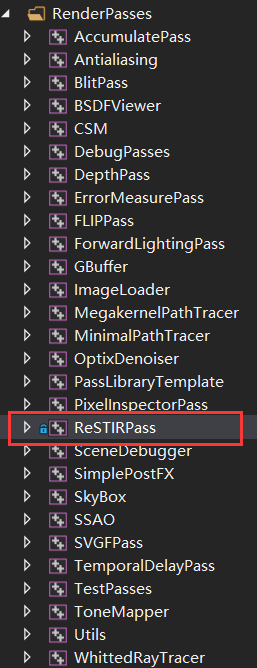 RenderPasses
AccumulatePass
Antialiasing
BlitPass
BSDFViewer
CSM
DebugPasses
DepthPass
ErrorMeasurePass
FLIPPass
ForwardLightingPass
GBuffer
ImageLoader
MegakernelPathTracer
MinimalPathTracer
OptixDenoiser
PassLibraryTemplate
PixelInspectorPass
ReSTIRPass
SceneDebugger
SimplePostFX
SkyBox
SSAO
SVGFPass
TemporalDelayPass
TestPasses
ToneMapper
Utils
WhittedRayTracer